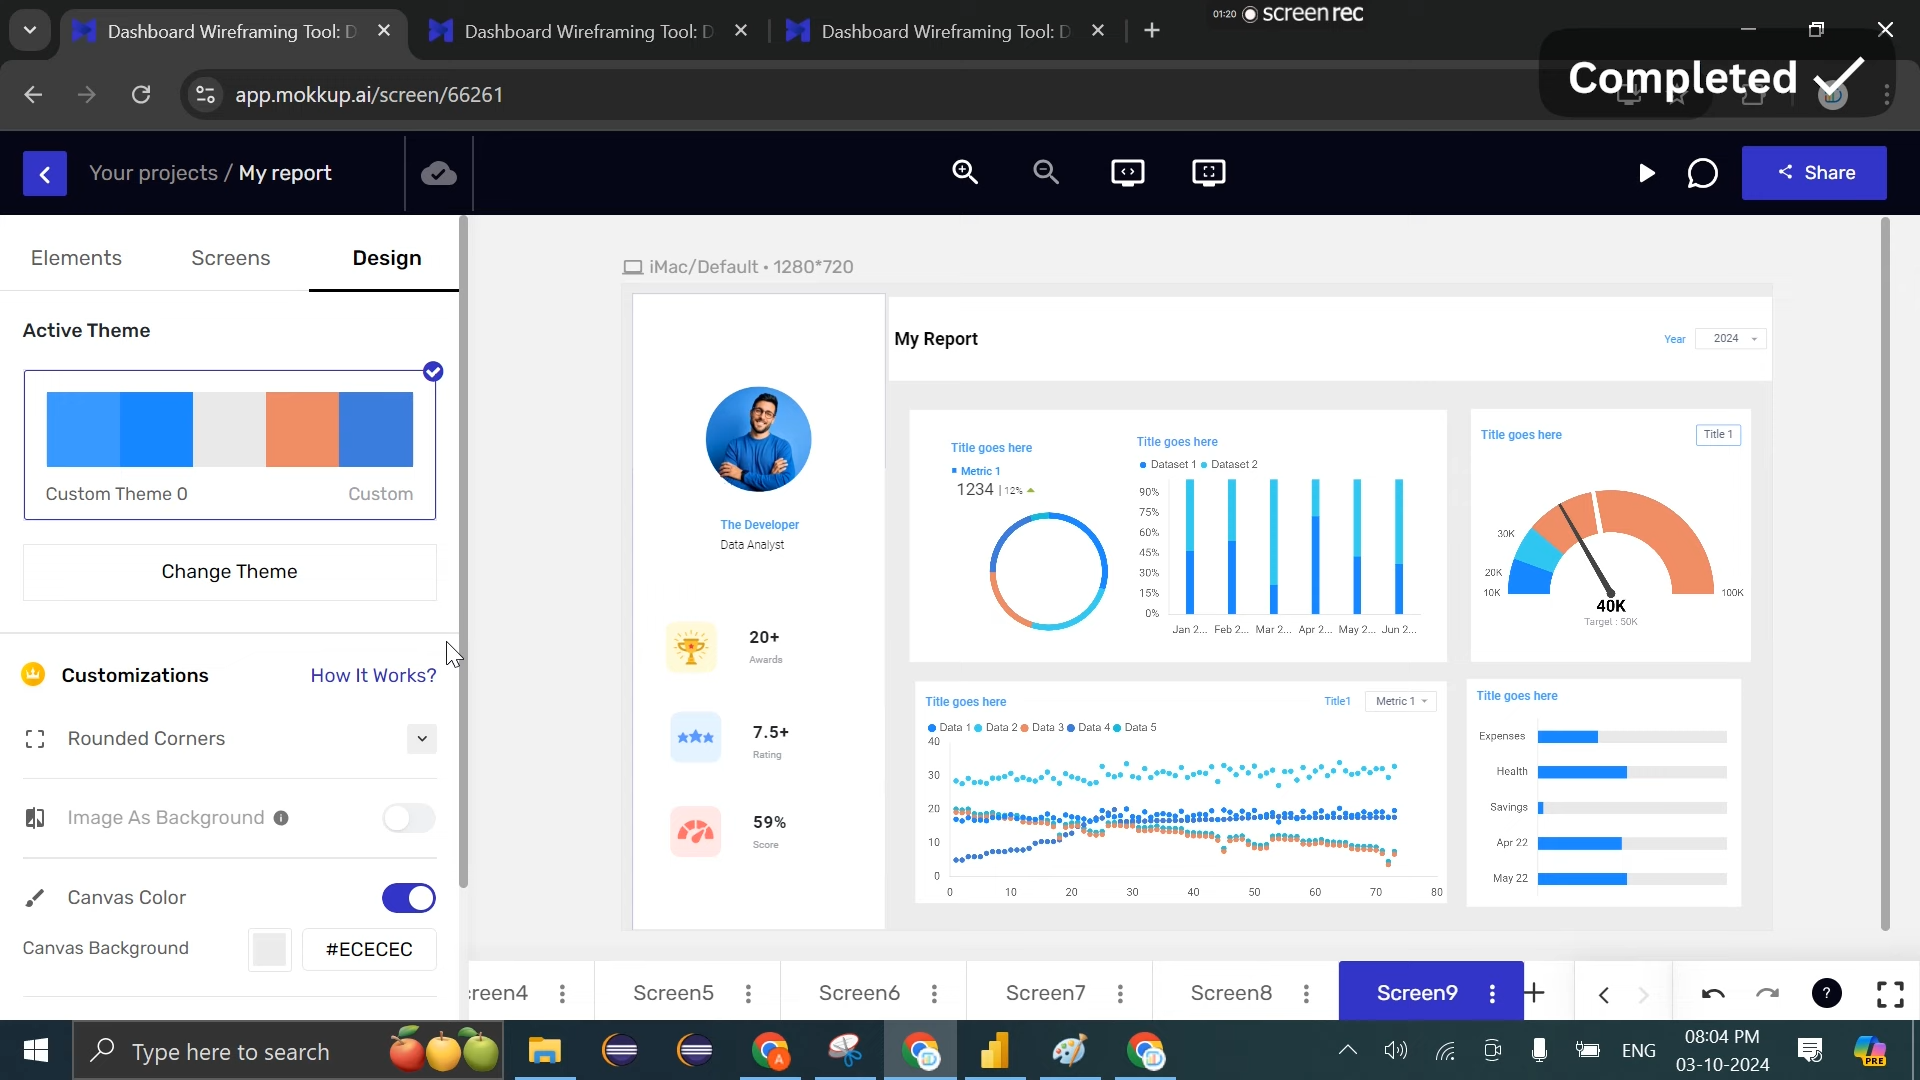 Dashboard Wireframing Tool: D
Dashboard Wireframing Tool: D
Dashboard Wireframing Tool: D
01:20 screenrec
Completed
app.mokkup.ai/screen/66261
Your projects / My report
Share
Elements
Screens
Design
Active Theme
Custom Theme 0
Custom
Change Theme
Customizations
How It Works?
Rounded Corners
Image As Background
Canvas Color
Canvas Background
#ECECEC
iMac/Default • 1280*720
The Developer
Data Analyst
20+
Awards
7.5+
Rating
59%
Score
My Report
Year
2024
Title goes here
Metric 1
1234 | 12%
Title goes here
Dataset 1 Dataset 2
90%
75%
60%
45%
30%
15%
0%
Jan 2... Feb 2... Mar 2... Apr 2... May 2... Jun 2...
Title goes here
Title 1
30K
20K
10K
100K
40K
Target : 50K
Title goes here
Title1
Metric 1
Data 1 Data 2 Data 3 Data 4 Data 5
40
30
20
10
0
0 10 20 30 40 50 60 70 80
Title goes here
Expenses
Health
Savings
Apr 22
May 22
creen4
Screen5
Screen6
Screen7
Screen8
Screen9
?
Type here to search
ENG
08:04 PM
03-10-2024
PRE